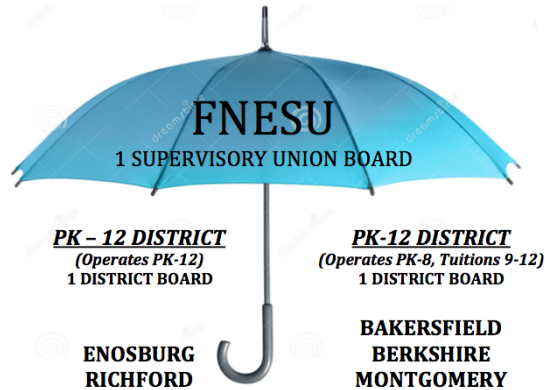 FNESU
1 SUPERVISORY UNION BOARD
PK – 12 DISTRICT
(Operates PK-12)
1 DISTRICT BOARD
ENOSBURG
RICHFORD
PK-12 DISTRICT
(Operates PK-8, Tuitions 9-12)
1 DISTRICT BOARD
BAKERSFIELD
BERKSHIRE
MONTGOMERY